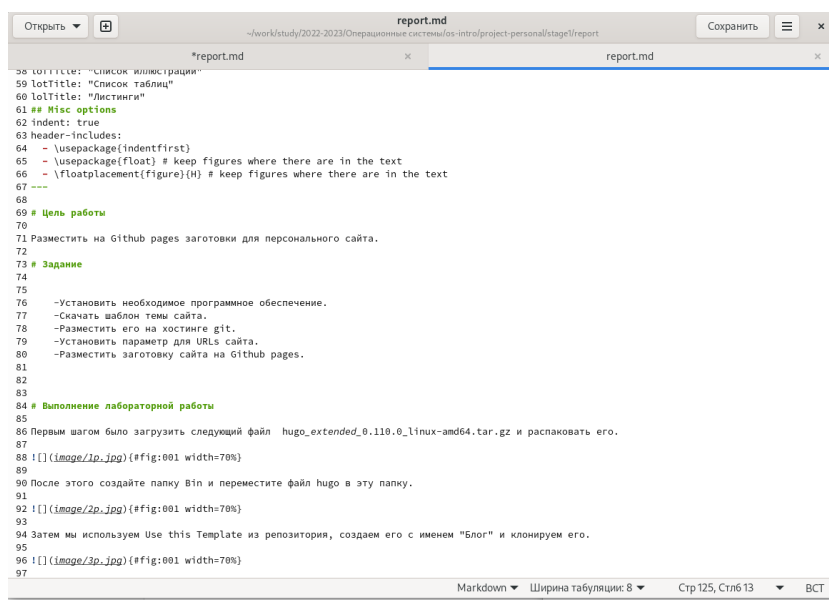 Открыть
report.md
~/work/study/2022-2023/Операционные системы/os-intro/project-personal/stage1/report
Сохранить
*report.md
report.md
58 lofTitle: "Список иллюстраций"
59 lotTitle: "Список таблиц"
60 lolTitle: "Листинги"
61 ## Misc options
62 indent: true
63 header-includes:
64   - \usepackage{indentfirst}
65   - \usepackage{float} # keep figures where there are in the text
66   - \floatplacement{figure}{H} # keep figures where there are in the text
67 ---
68
69 # Цель работы
70
71 Разместить на Github pages заготовки для персонального сайта.
72
73 # Задание
74
75
76     -Установить необходимое программное обеспечение.
77     -Скачать шаблон темы сайта.
78     -Разместить его на хостинге git.
79     -Установить параметр для URLs сайта.
80     -Разместить заготовку сайта на Github pages.
81
82
83
84 # Выполнение лабораторной работы
85
86 Первым шагом было загрузить следующий файл  hugo_extended_0.110.0_linux-amd64.tar.gz и распаковать его.
87
88 ![](image/1p.jpg){#fig:001 width=70%}
89
90 После этого создайте папку Bin и переместите файл hugo в эту папку.
91
92 ![](image/2p.jpg){#fig:001 width=70%}
93
94 Затем мы используем Use this Template из репозитория, создаем его с именем "Блог" и клонируем его.
95
96 ![](image/3p.jpg){#fig:001 width=70%}
97
Markdown Ширина табуляции: 8 Стр 125, Стлб 13 ВСТ